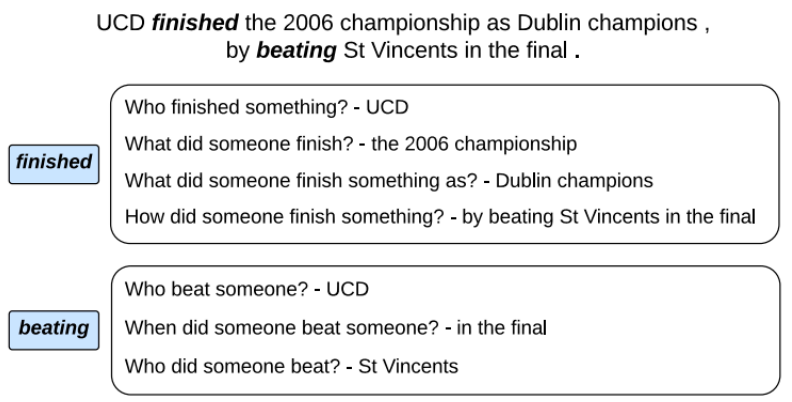 UCD finished the 2006 championship as Dublin champions ,
by beating St Vincents in the final .
finished
Who finished something? - UCD
What did someone finish? - the 2006 championship
What did someone finish something as? - Dublin champions
How did someone finish something? - by beating St Vincents in the final
beating
Who beat someone? - UCD
When did someone beat someone? - in the final
Who did someone beat? - St Vincents